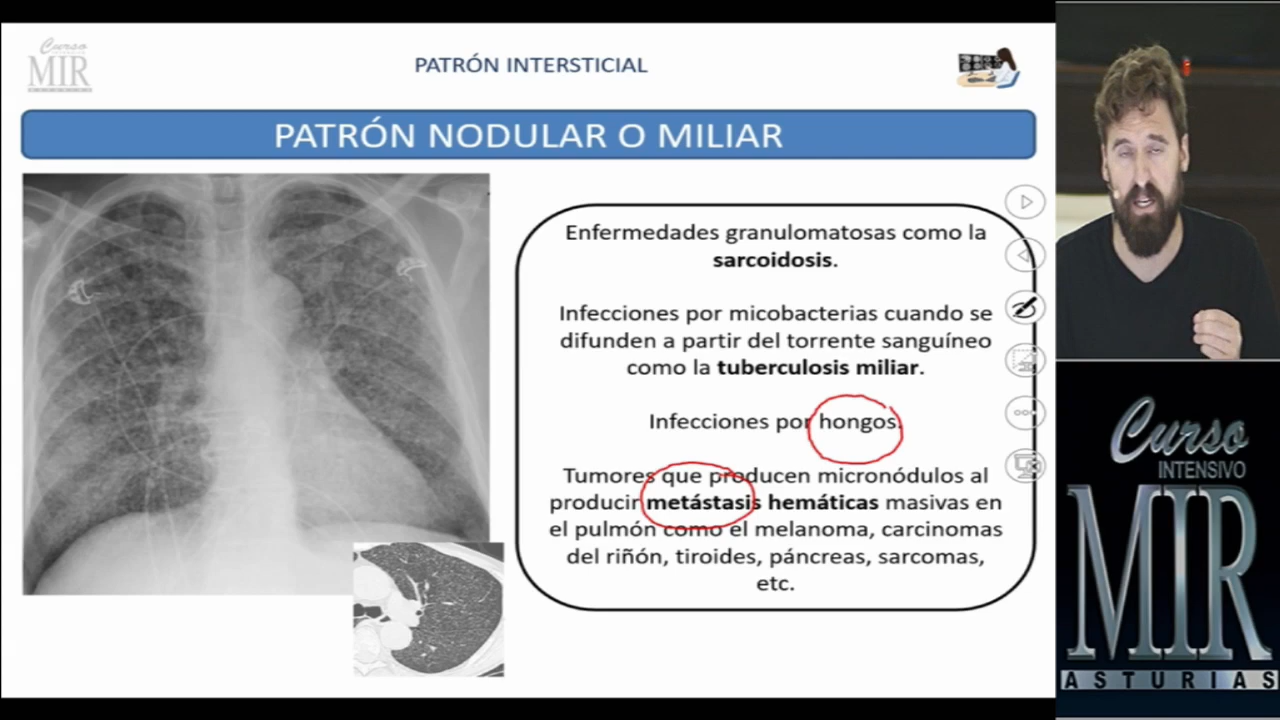 Curso
MIR
PATRÓN INTERSTICIAL
PATRÓN NODULAR O MILIAR
Enfermedades granulomatosas como la
sarcoidosis.
Infecciones por micobacterias cuando se
difunden a partir del torrente sanguíneo
como la tuberculosis miliar.
Infecciones por hongos.
Tumores que producen micronódulos al
producir metástasis hemáticas masivas en
el pulmón como el melanoma, carcinomas
del riñón, tiroides, páncreas, sarcomas,
etc.
Curso
INTENSIVO
MIR
ASTURIAS